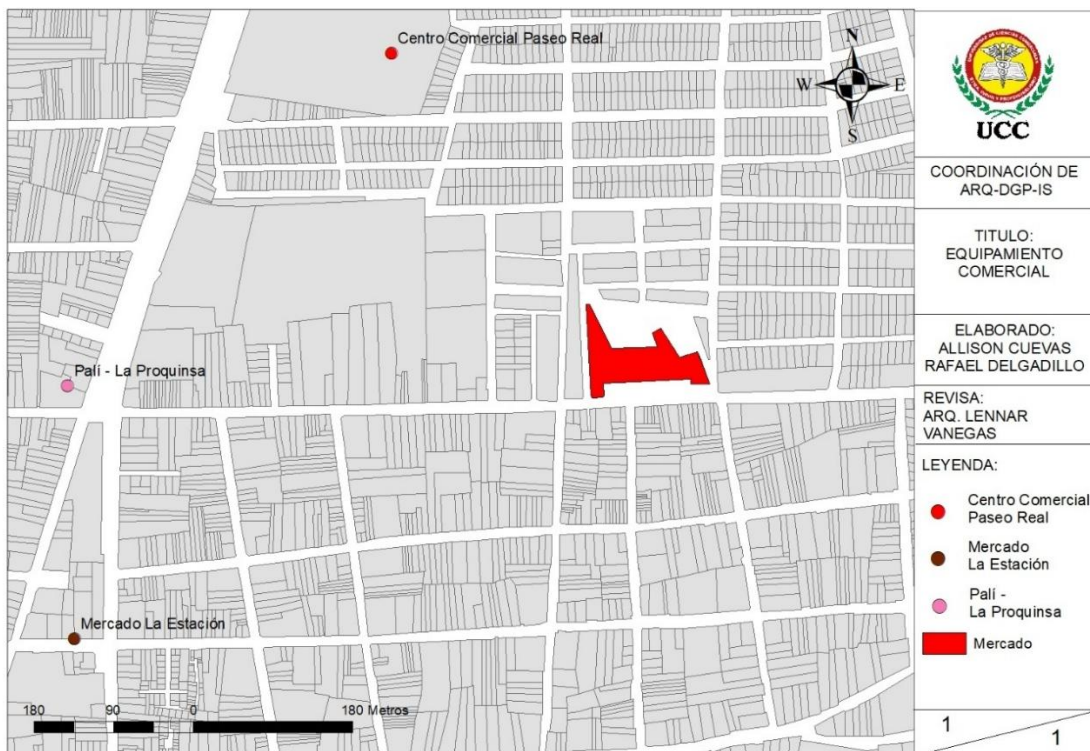 Centro Comercial Paseo Real
N
W
E
S
Palí - La Proquinsa
Mercado La Estación
180
90
0
180 Metros
UCC
COORDINACIÓN DE
ARQ-DGP-IS
TITULO:
EQUIPAMIENTO
COMERCIAL
ELABORADO:
ALLISON CUEVAS
RAFAEL DELGADILLO
REVISA:
ARQ. LENNAR
VANEGAS
LEYENDA:
Centro Comercial
Paseo Real
Mercado
La Estación
Palí -
La Proquinsa
Mercado
1
1